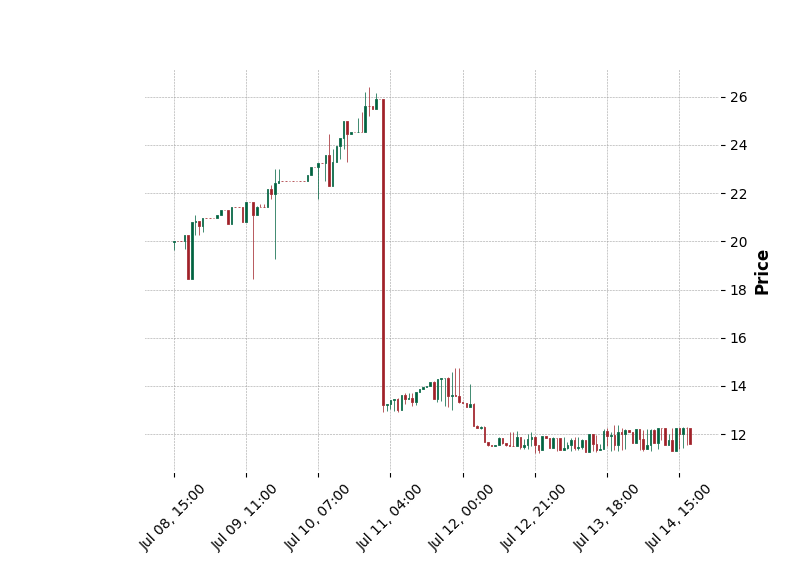 26
24
22
20
18
16
14
12
Price
Jul 08, 15:00
Jul 09, 11:00
Jul 10, 07:00
Jul 11, 04:00
Jul 12, 00:00
Jul 12, 21:00
Jul 13, 18:00
Jul 14, 15:00